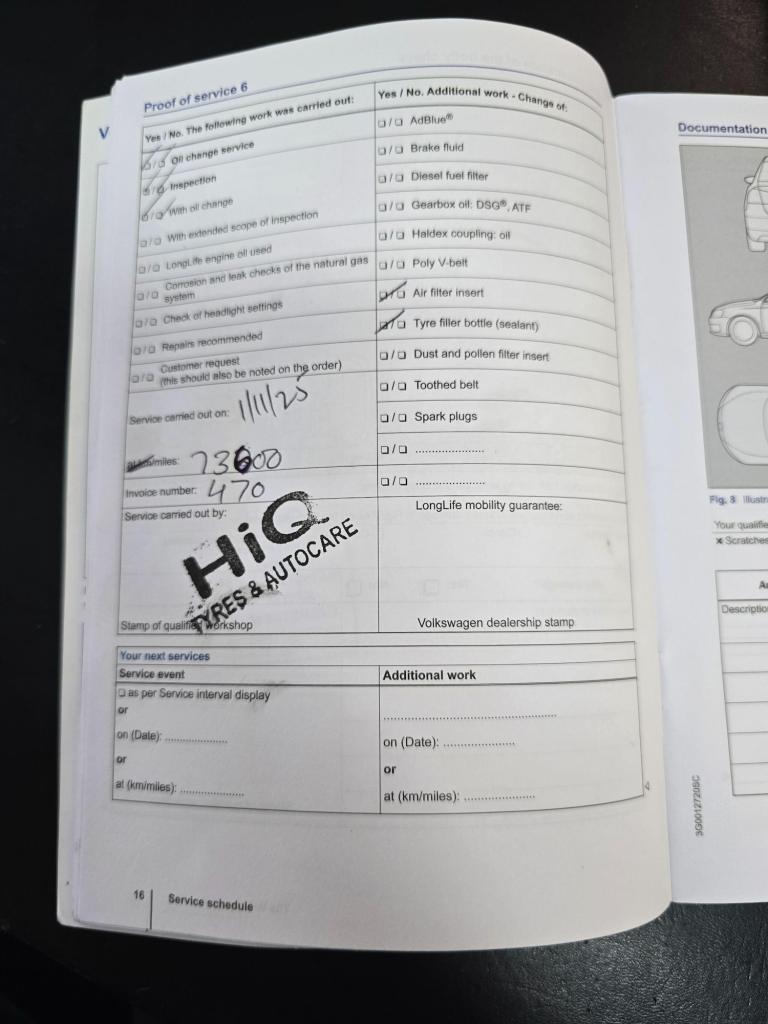 Proof of service 6
Yes / No. The following work was carried out:
❏ / ❏ Oil change service
❏ / ❏ Inspection
❏ / ❏ With oil change
❏ / ❏ With extended scope of inspection
❏ / ❏ LongLife engine oil used
❏ / ❏ Corrosion and leak checks of the natural gas
system
❏ / ❏ Check of headlight settings
❏ / ❏ Repairs recommended
❏ / ❏ Customer request
(this should also be noted on the order)
Service carried out on: 1/11/25
at km/miles: 73600
Invoice number: 470
Service carried out by:
HiQ
TYRES & AUTOCARE
Stamp of qualified workshop
Yes / No. Additional work - Change of:
❏ / ❏ AdBlue®
❏ / ❏ Brake fluid
❏ / ❏ Diesel fuel filter
❏ / ❏ Gearbox oil: DSG®, ATF
❏ / ❏ Haldex coupling: oil
❏ / ❏ Poly V-belt
❏ / ❏ Air filter insert
❏ / ❏ Tyre filler bottle (sealant)
❏ / ❏ Dust and pollen filter insert
❏ / ❏ Toothed belt
❏ / ❏ Spark plugs
❏ / ❏ .....................
❏ / ❏ .....................
LongLife mobility guarantee:
Volkswagen dealership stamp
Your next services
Service event
❏ as per Service interval display
or
on (Date): ...................
or
at (km/miles): ...................
Additional work
.....................................................
on (Date): ......................
or
at (km/miles): ......................
16
Service schedule
V
Documentation
Fig. 8
Your
✖ Scratches
3G0012720SC